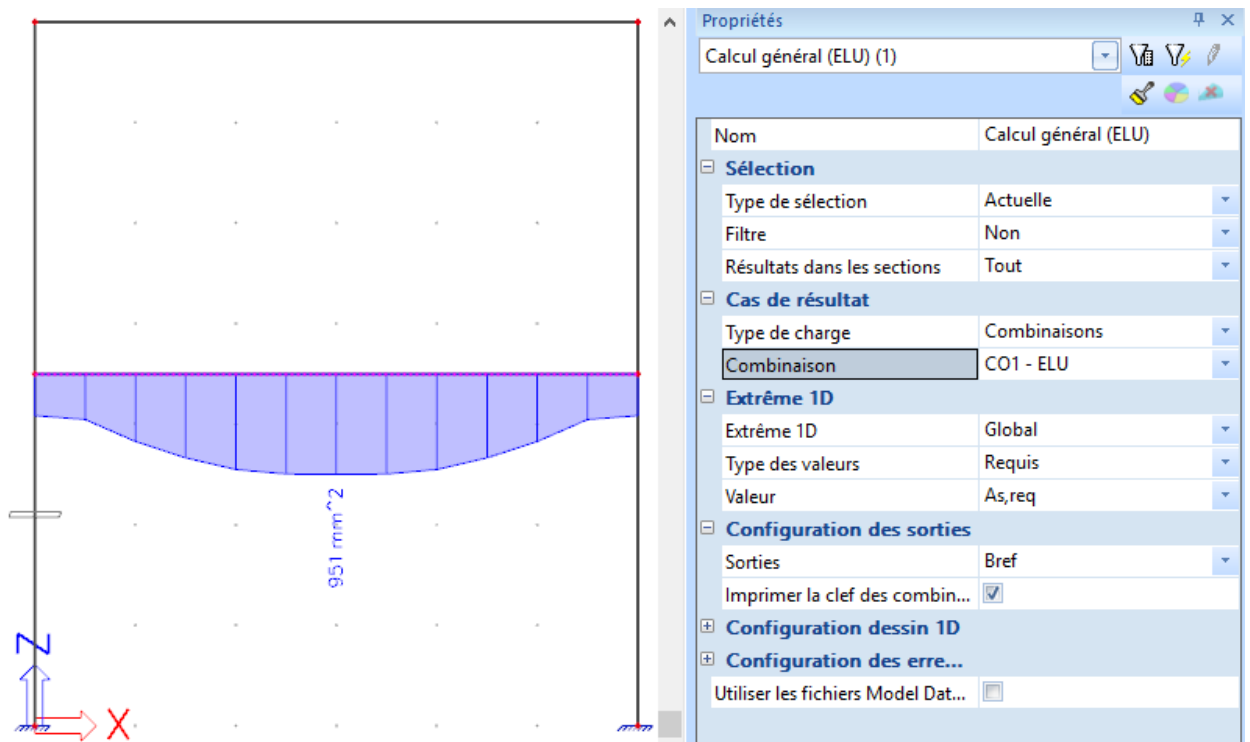 951 mm^2
Z
X
Propriétés
Calcul général (ELU) (1)
Nom Calcul général (ELU)
Sélection
Type de sélection Actuelle
Filtre Non
Résultats dans les sections Tout
Cas de résultat
Type de charge Combinaisons
Combinaison CO1 - ELU
Extrême 1D
Extrême 1D Global
Type des valeurs Requis
Valeur As,req
Configuration des sorties
Sorties Bref
Imprimer la clef des combin...
Configuration dessin 1D
Configuration des erre...
Utiliser les fichiers Model Dat...